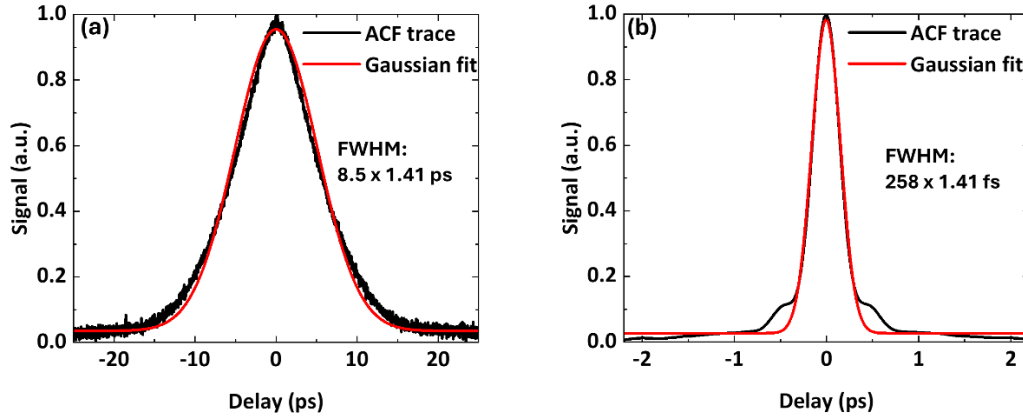 (a)
ACF trace
Gaussian fit
FWHM:
8.5 x 1.41 ps
1.0
0.8
0.6
0.4
0.2
0.0
Signal (a.u.)
-20 -10 0 10 20
Delay (ps)
(b)
ACF trace
Gaussian fit
FWHM:
258 x 1.41 fs
1.0
0.8
0.6
0.4
0.2
0.0
Signal (a.u.)
-2 -1 0 1 2
Delay (ps)